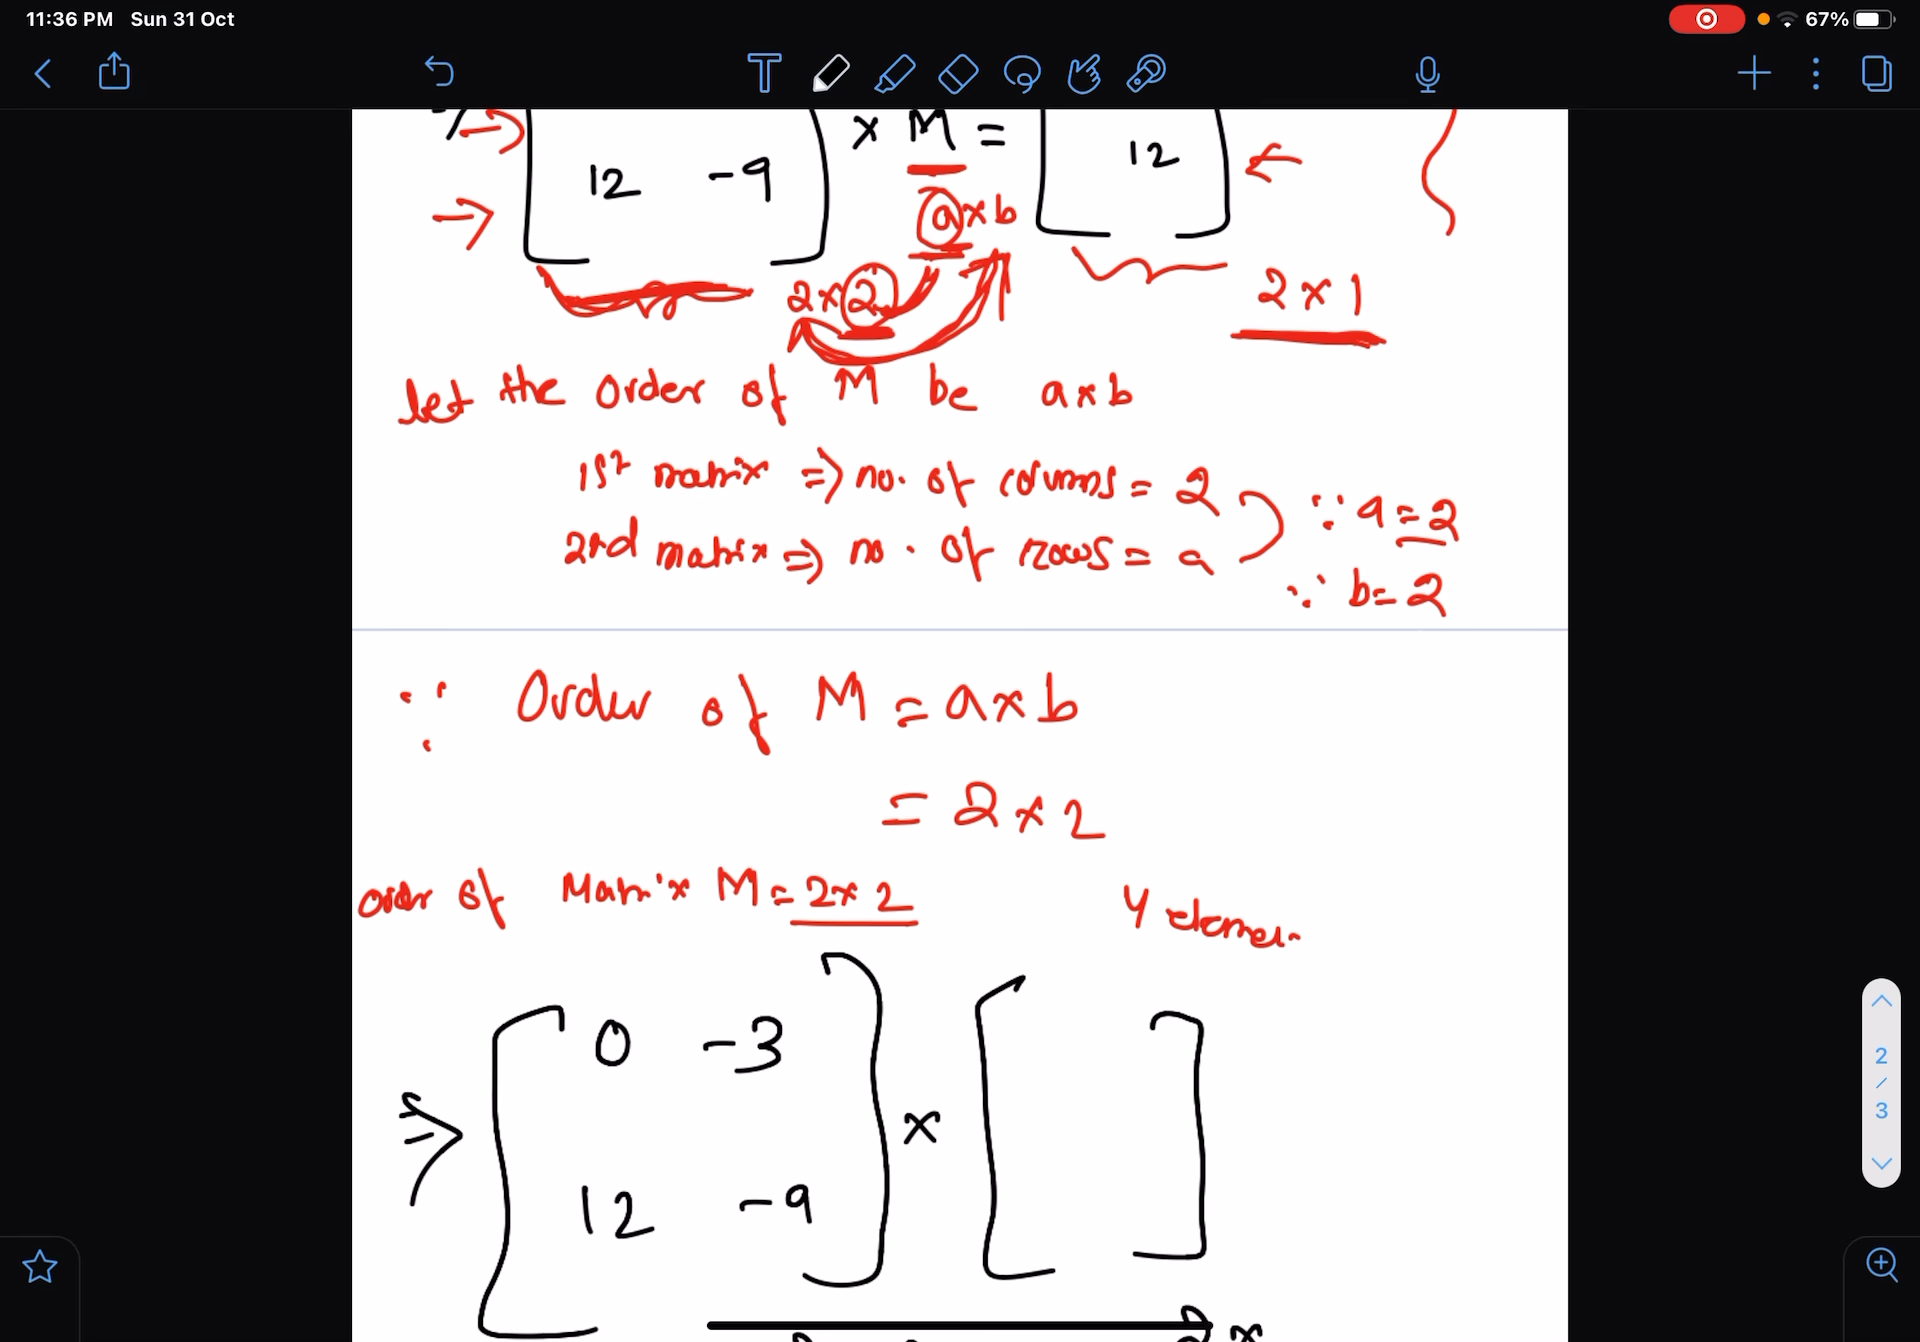 11:36 PM Sun 31 Oct 67%
x M =
12 -9 12
a x b
2 x 2 2 x 1
let the order of M be a x b
1st matrix => no. of colums = 2
∵ a = 2
2nd matrix => no. of rows = a
∵ b = 2
∵ Order of M = a x b
= 2 x 2
order of Matrix M = 2 x 2 4 elemen
0 -3
=> x
12 -9
2
/
3